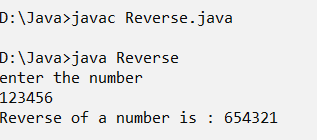 D:\Java>javac Reverse.java
D:\Java>java Reverse
enter the number
123456
Reverse of a number is : 654321